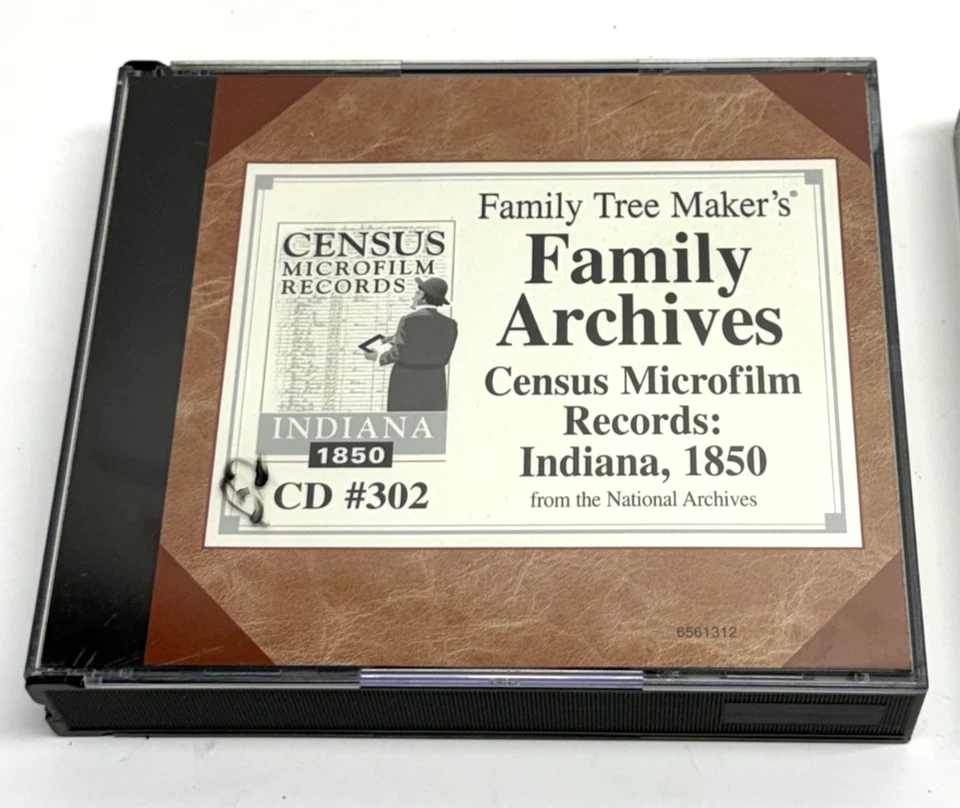 CENSUS
MICROFILM
RECORDS
INDIANA
1850
CD #302
Family Tree Maker's®
Family
Archives
Census Microfilm
Records:
Indiana, 1850
from the National Archives
6561312